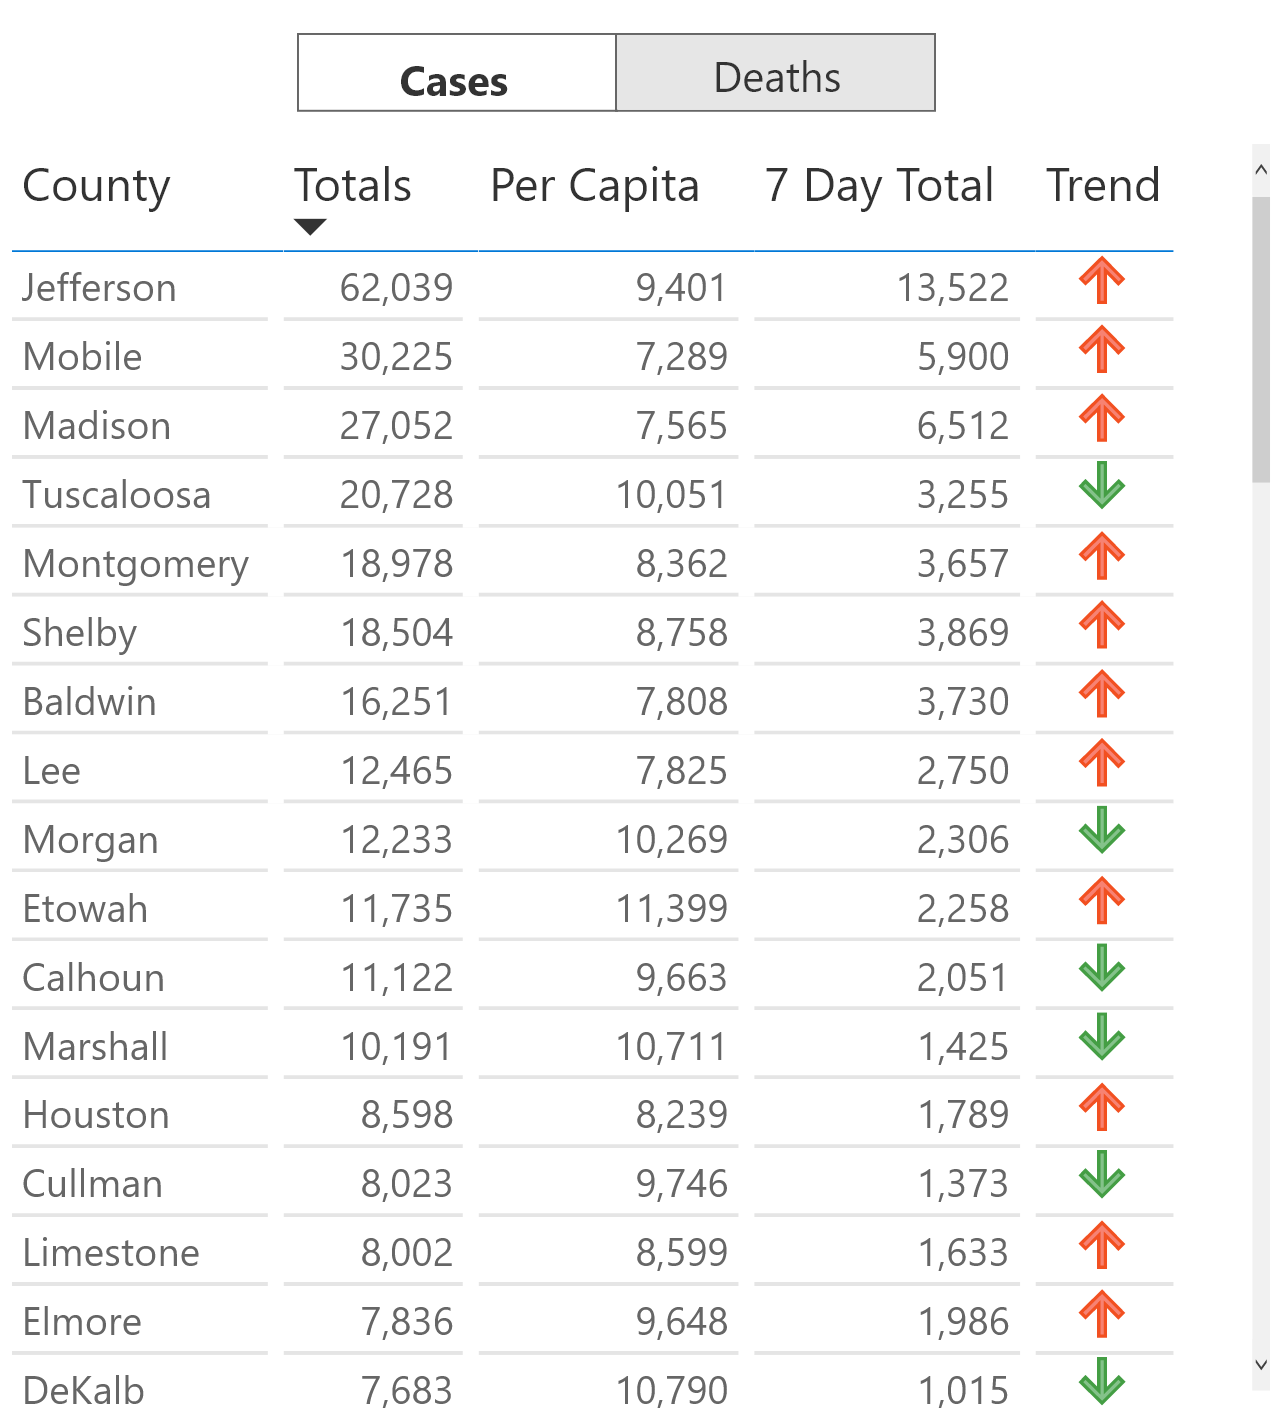 Cases Deaths
County Totals Per Capita 7 Day Total Trend
Jefferson 62,039 9,401 13,522
Mobile 30,225 7,289 5,900
Madison 27,052 7,565 6,512
Tuscaloosa 20,728 10,051 3,255
Montgomery 18,978 8,362 3,657
Shelby 18,504 8,758 3,869
Baldwin 16,251 7,808 3,730
Lee 12,465 7,825 2,750
Morgan 12,233 10,269 2,306
Etowah 11,735 11,399 2,258
Calhoun 11,122 9,663 2,051
Marshall 10,191 10,711 1,425
Houston 8,598 8,239 1,789
Cullman 8,023 9,746 1,373
Limestone 8,002 8,599 1,633
Elmore 7,836 9,648 1,986
DeKalb 7,683 10,790 1,015